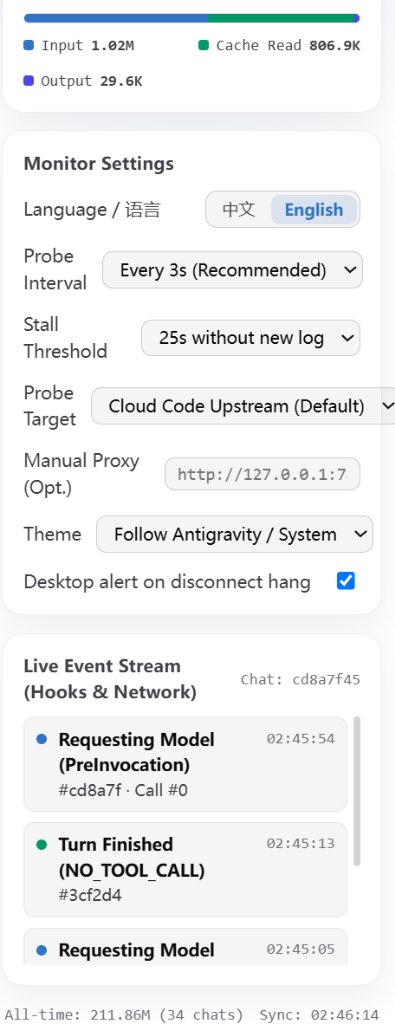 Input 1.02M Cache Read 806.9K
Output 29.6K
Monitor Settings
Language / 语言 中文 English
Probe
Interval
Every 3s (Recommended)
Stall
Threshold
25s without new log
Probe
Target
Cloud Code Upstream (Default)
Manual Proxy
(Opt.)
http://127.0.0.1:7
Theme Follow Antigravity / System
Desktop alert on disconnect hang
Live Event Stream
(Hooks & Network)
Chat: cd8a7f45
Requesting Model 02:45:54
(PreInvocation)
#cd8a7f · Call #0
Turn Finished 02:45:13
(NO_TOOL_CALL)
#3cf2d4
Requesting Model 02:45:05
All-time: 211.86M (34 chats) Sync: 02:46:14